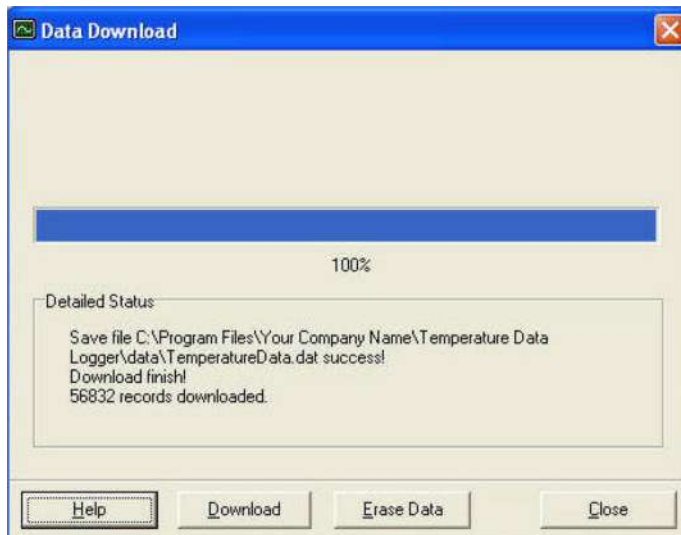 Data Download
100%
Detailed Status
Save file C:\Program Files\Your Company Name\Temperature Data
Logger\data\TemperatureData.dat success!
Download finish!
56832 records downloaded.
Help
Download
Erase Data
Close